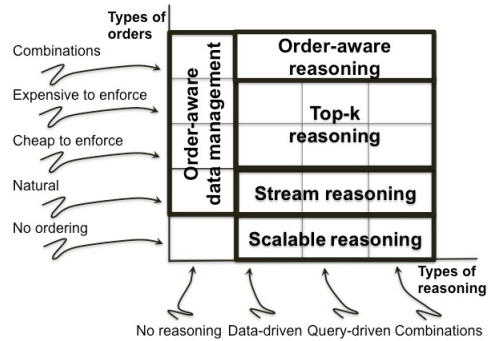 Types of
orders
Combinations
Expensive to enforce
Cheap to enforce
Natural
No ordering
Order-aware
data management
Order-aware
reasoning
Top-k
reasoning
Stream reasoning
Scalable reasoning
Types of
reasoning
No reasoning Data-driven Query-driven Combinations